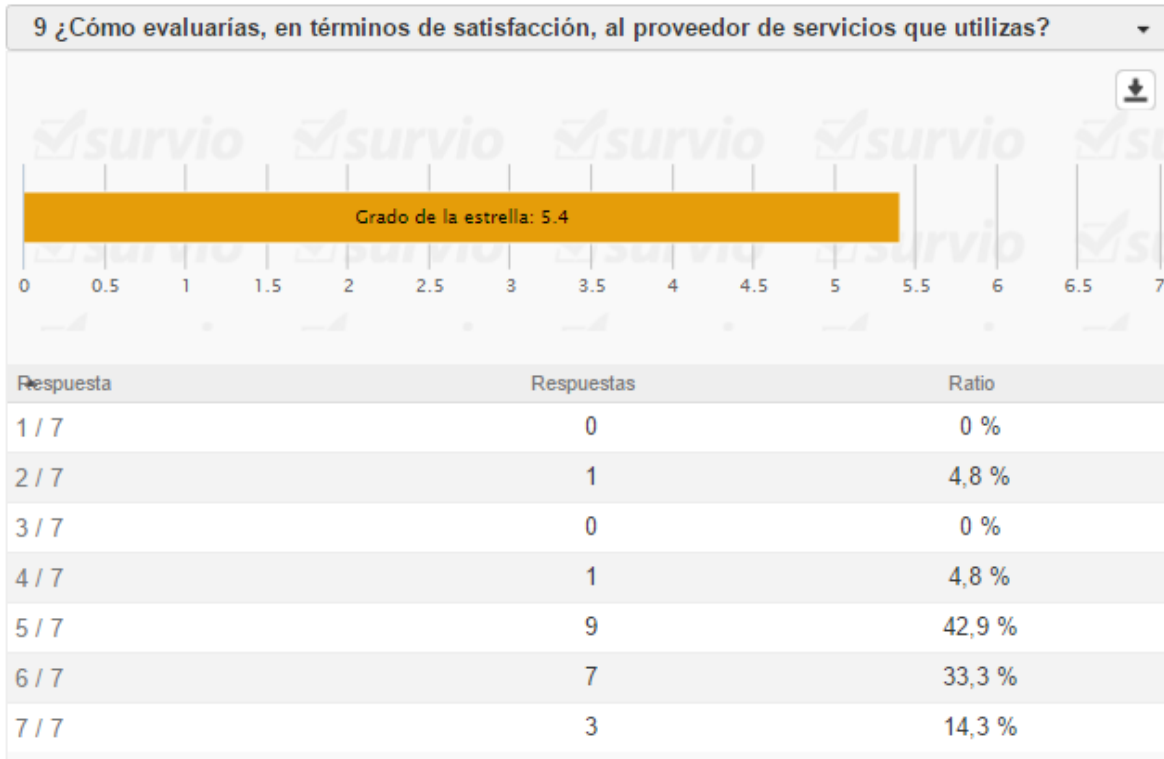 9 ¿Cómo evaluarías, en términos de satisfacción, al proveedor de servicios que utilizas?
survio survio survio survio su
Grado de la estrella: 5.4
0 0.5 1 1.5 2 2.5 3 3.5 4 4.5 5 5.5 6 6.5 7
Respuesta Respuestas Ratio
1 / 7 0 0 %
2 / 7 1 4,8 %
3 / 7 0 0 %
4 / 7 1 4,8 %
5 / 7 9 42,9 %
6 / 7 7 33,3 %
7 / 7 3 14,3 %